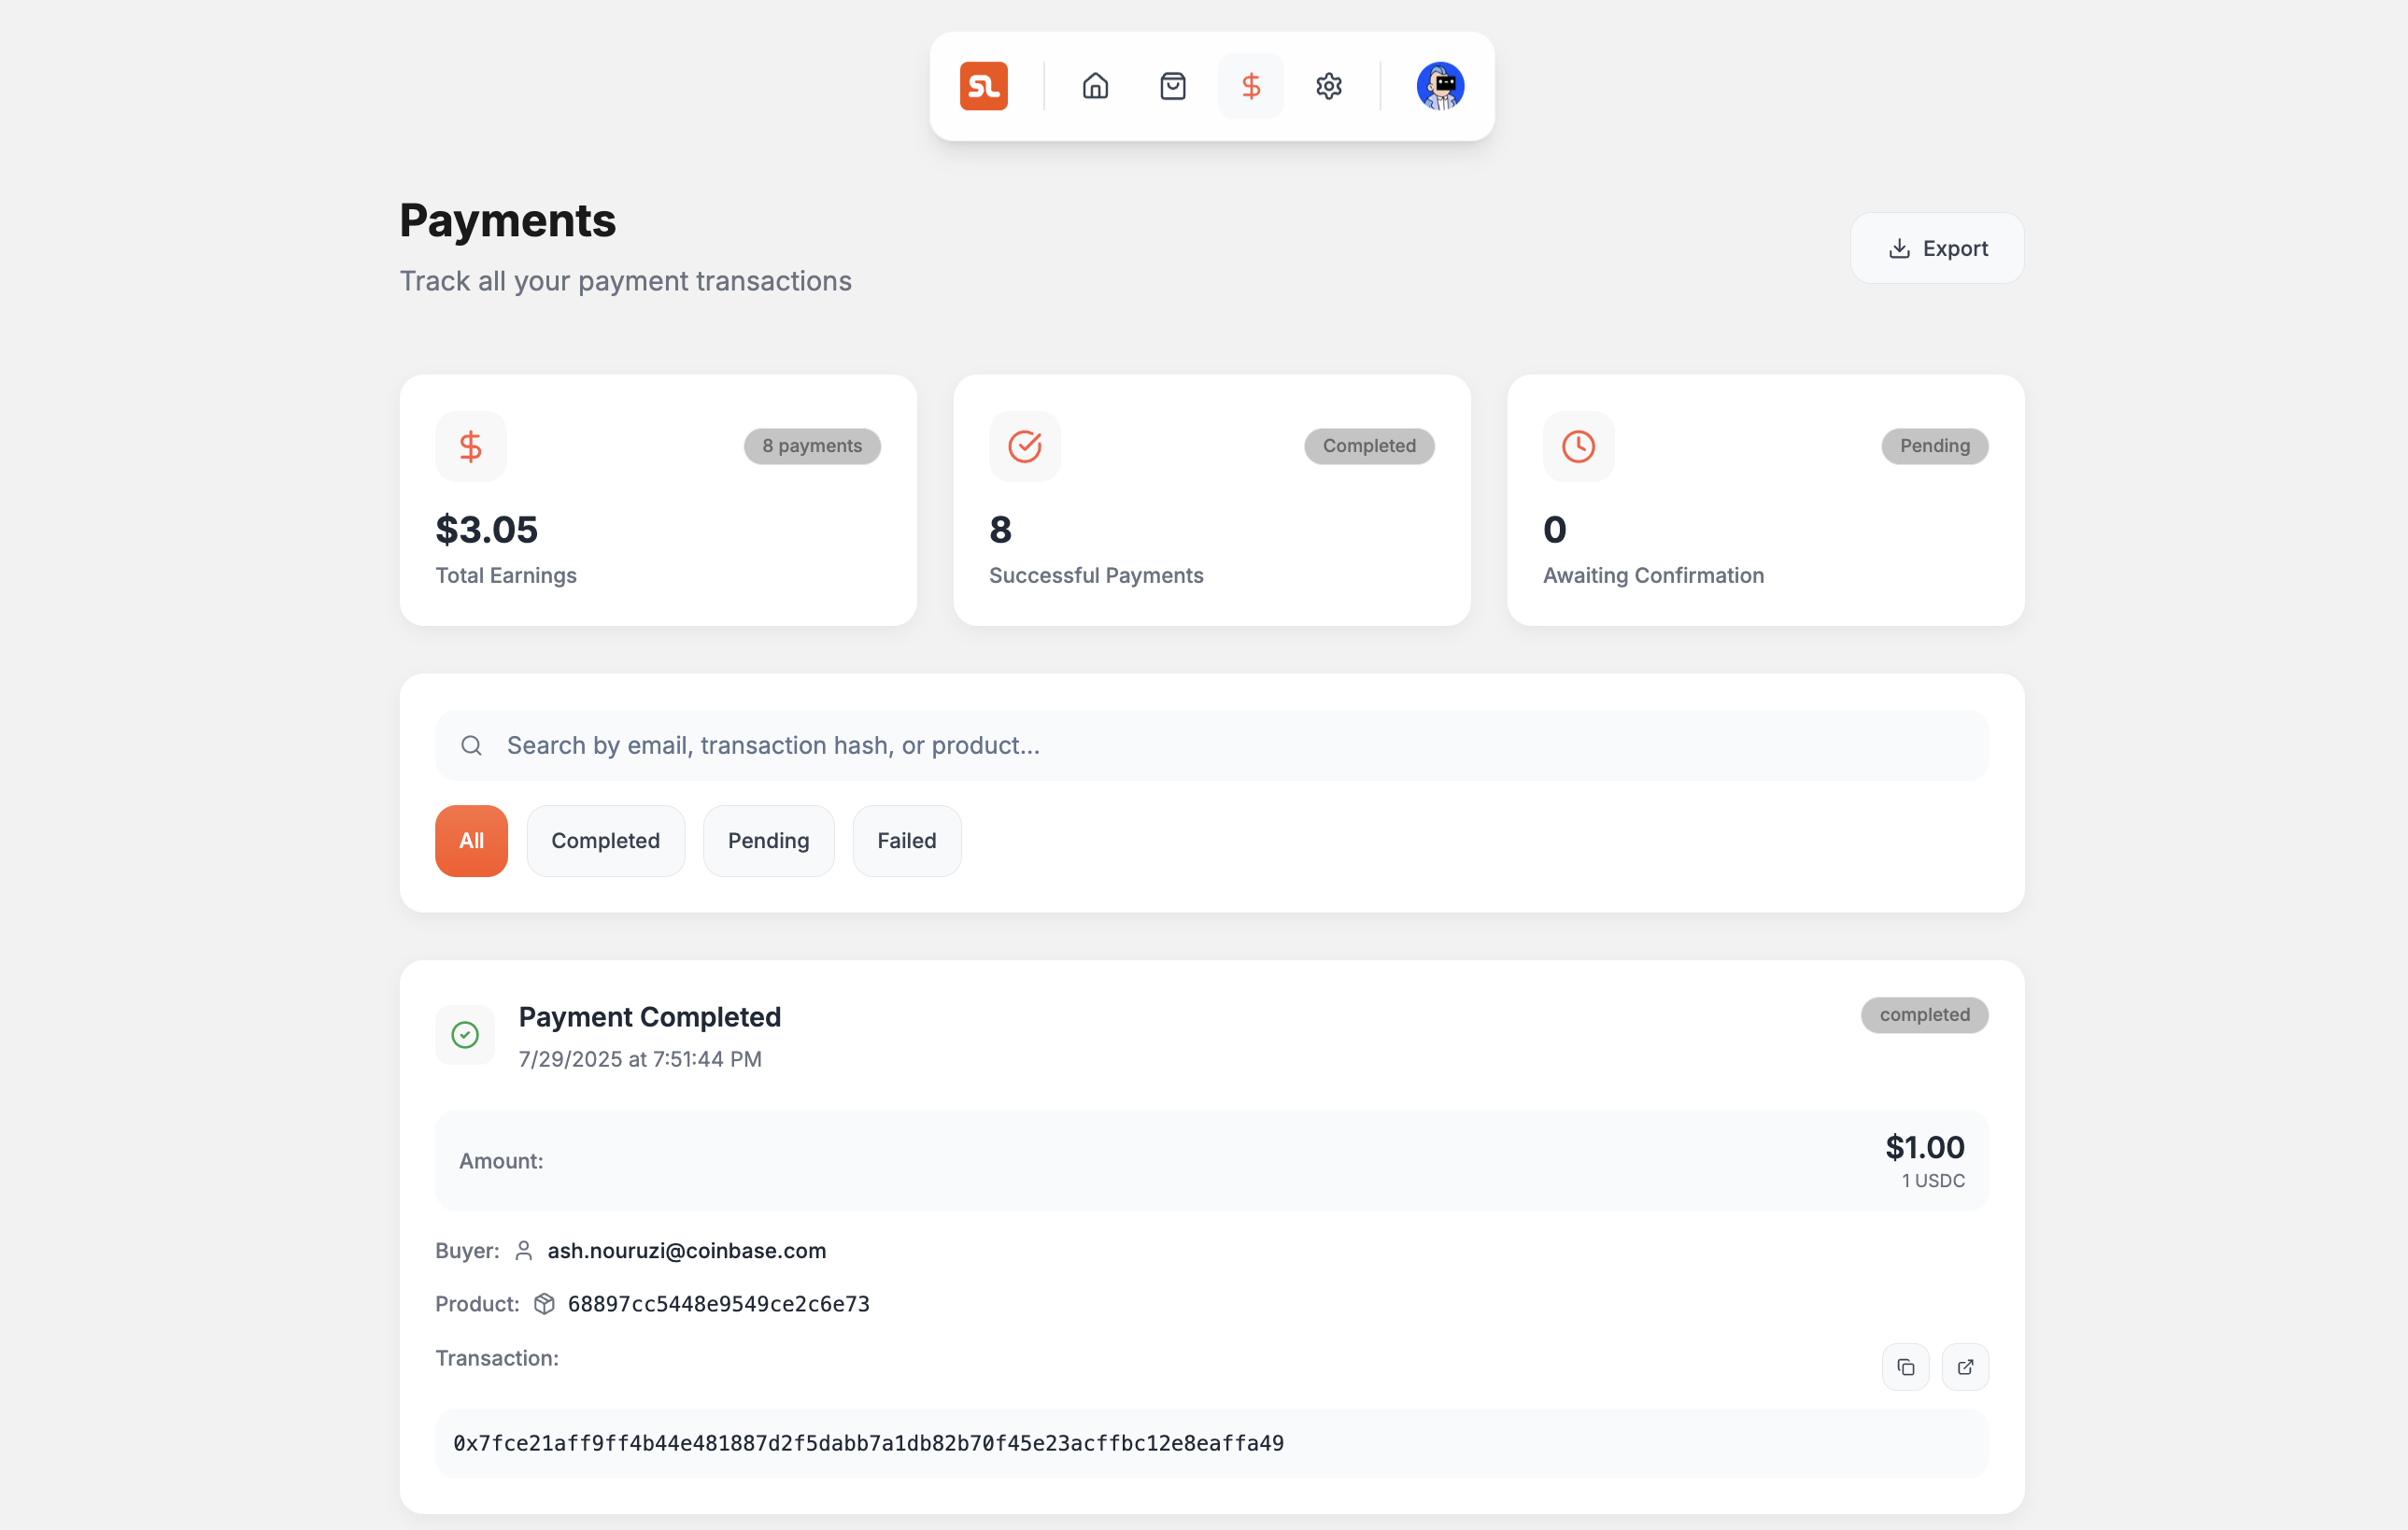 SL
Payments
Track all your payment transactions
Export
8 payments
$3.05
Total Earnings
Completed
8
Successful Payments
Pending
0
Awaiting Confirmation
Search by email, transaction hash, or product...
All
Completed
Pending
Failed
Payment Completed
7/29/2025 at 7:51:44 PM
completed
Amount:
$1.00
1 USDC
Buyer: ash.nouruzi@coinbase.com
Product: 68897cc5448e9549ce2c6e73
Transaction:
0x7fce21aff9ff4b44e481887d2f5dabb7a1db82b70f45e23acffbc12e8eaffa49